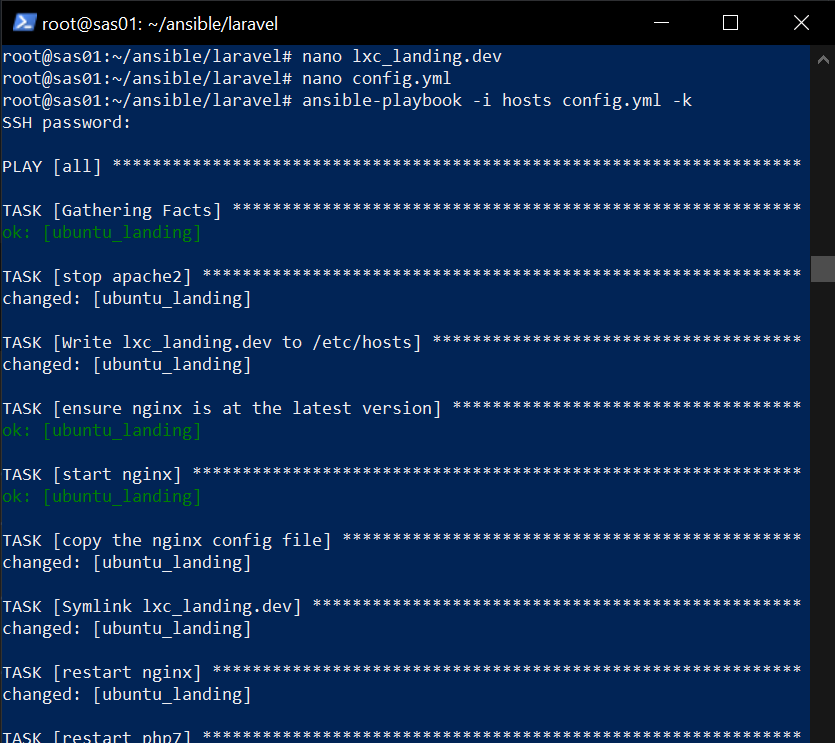 root@sas01: ~/ansible/laravel
root@sas01:~/ansible/laravel# nano lxc_landing.dev
root@sas01:~/ansible/laravel# nano config.yml
root@sas01:~/ansible/laravel# ansible-playbook -i hosts config.yml -k
SSH password:
PLAY [all] *********************************************************************
TASK [Gathering Facts] *********************************************************
ok: [ubuntu_landing]
TASK [stop apache2] ************************************************************
changed: [ubuntu_landing]
TASK [Write lxc_landing.dev to /etc/hosts] *************************************
changed: [ubuntu_landing]
TASK [ensure nginx is at the latest version] ***********************************
ok: [ubuntu_landing]
TASK [start nginx] *************************************************************
ok: [ubuntu_landing]
TASK [copy the nginx config file] **********************************************
changed: [ubuntu_landing]
TASK [Symlink lxc_landing.dev] *************************************************
changed: [ubuntu_landing]
TASK [restart nginx] ***********************************************************
changed: [ubuntu_landing]
TASK [restart php7] ************************************************************